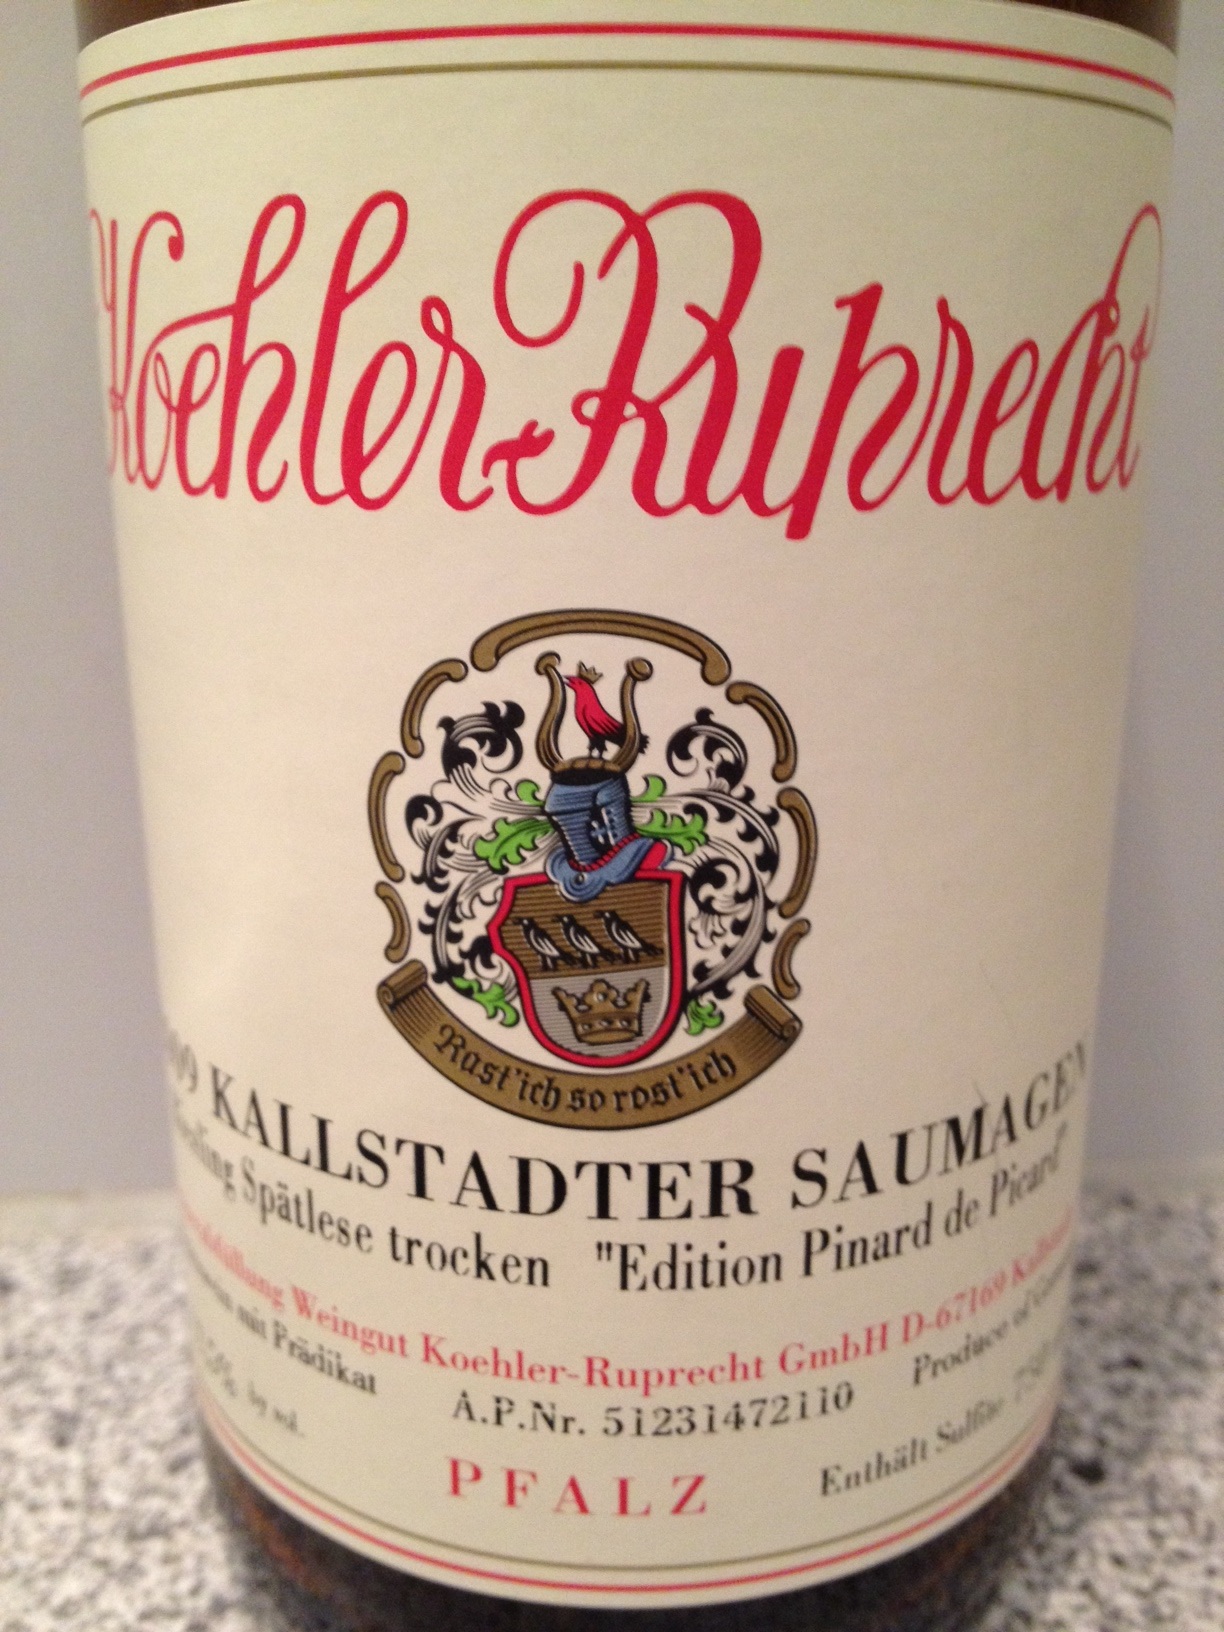 Koehler-Ruprecht
Rast'ich so rost'ich
KALLSTADTER SAUMAGEN
Spätlese trocken "Edition Pinard de Picard"
Weingut Koehler-Ruprecht GmbH D-67169
mit Prädikat A.P.Nr. 51231472110 Produce of
by vol. Enthält Sulfite 750
PFALZ